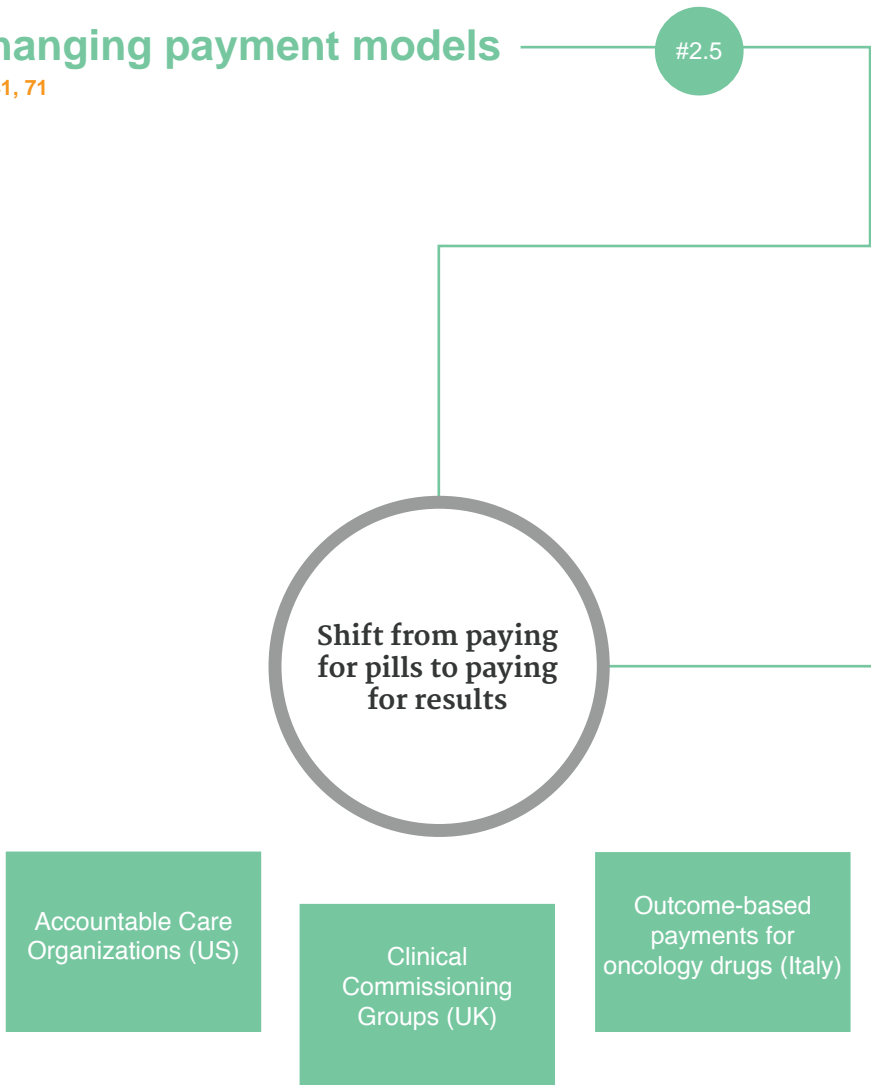 hanging payment models
#2.5
1, 71
Shift from paying
for pills to paying
for results
Accountable Care
Organizations (US)
Clinical
Commissioning
Groups (UK)
Outcome-based
payments for
oncology drugs (Italy)